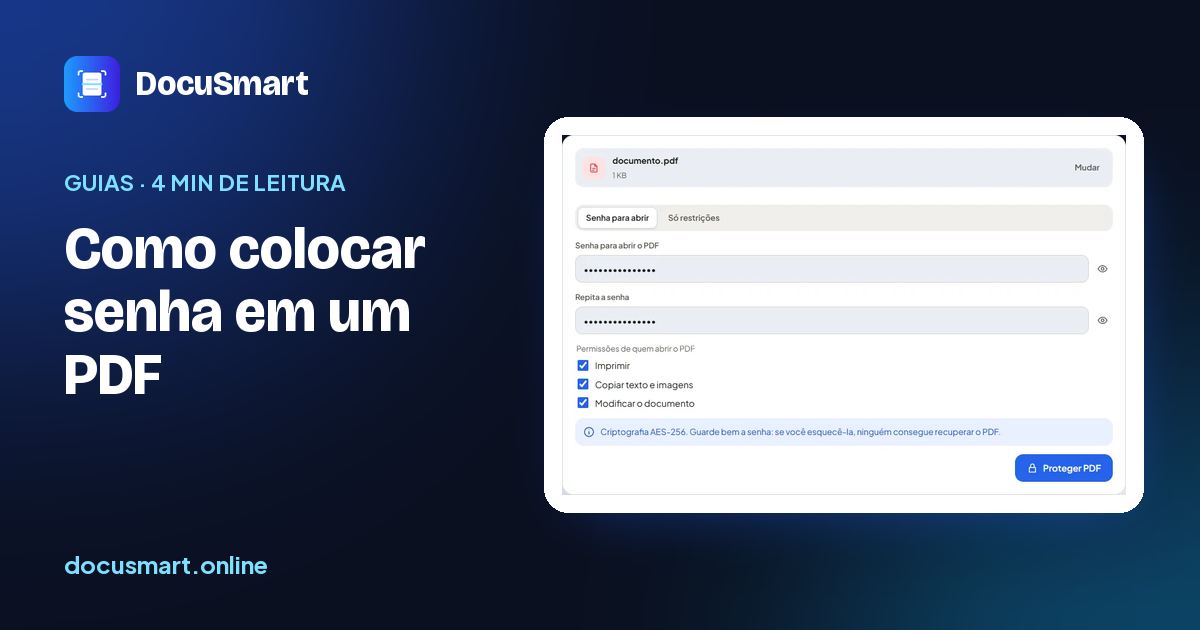 DocuSmart
GUIAS · 4 MIN DE LEITURA
Como colocar
senha em um
PDF
docusmart.online
documento.pdf
1 KB
Mudar
Senha para abrir
Só restrições
Senha para abrir o PDF
•••••••••••••••
Repita a senha
•••••••••••••••
Permissões de quem abrir o PDF
Imprimir
Copiar texto e imagens
Modificar o documento
Criptografia AES-256. Guarde bem a senha: se você esquecê-la, ninguém consegue recuperar o PDF.
Proteger PDF